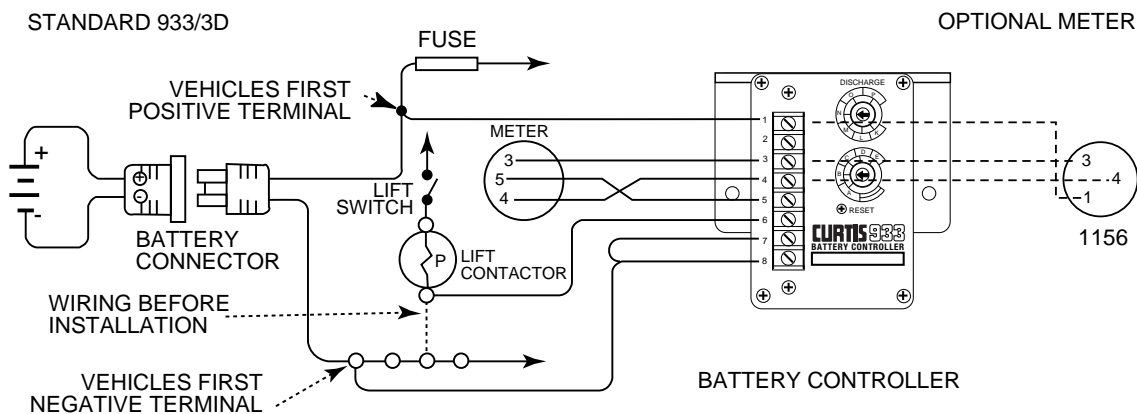 STANDARD 933/3D
OPTIONAL METER
FUSE
VEHICLES FIRST
POSITIVE TERMINAL
DISCHARGE
METER
3
5
4
+
-
+
-
LIFT
SWITCH
BATTERY
CONNECTOR
P
LIFT
CONTACTOR
WIRING BEFORE
INSTALLATION
VEHICLES FIRST
NEGATIVE TERMINAL
1
2
3
4
5
6
7
8
K
L
M
N
O
P
A
B
C
D
E
RESET
CURTIS 933
BATTERY CONTROLLER
3
4
1
1156
BATTERY CONTROLLER